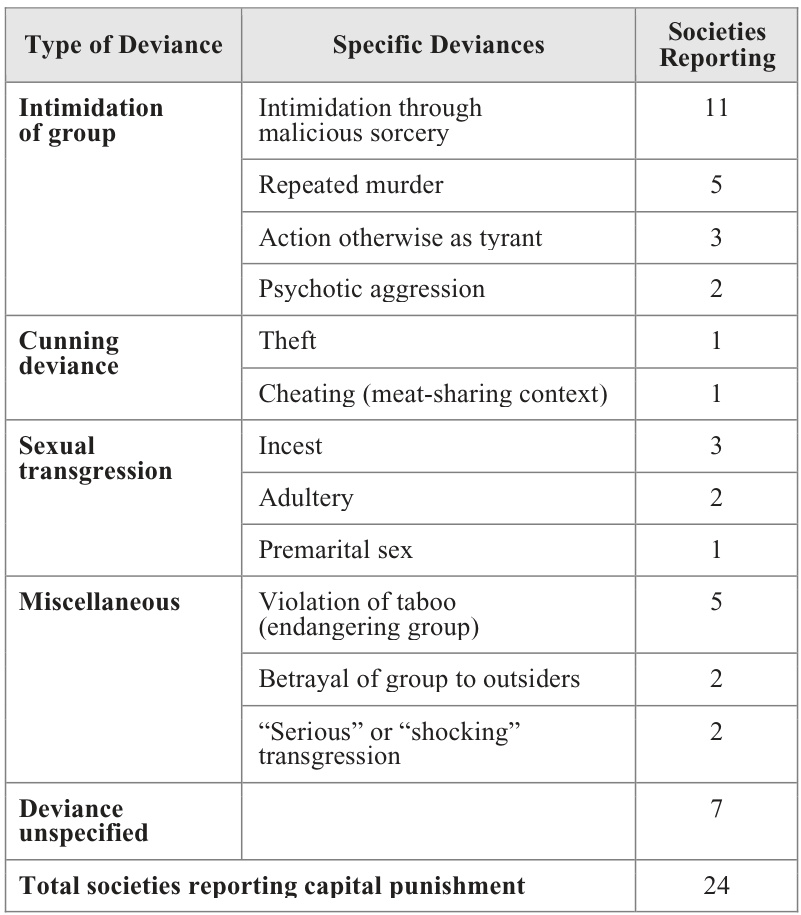 Type of Deviance
Specific Deviances
Societies
Reporting
Intimidation
of group
Intimidation through
malicious sorcery
11
Repeated murder
5
Action otherwise as tyrant
3
Psychotic aggression
2
Cunning
deviance
Theft
1
Cheating (meat-sharing context)
1
Sexual
transgression
Incest
3
Adultery
2
Premarital sex
1
Miscellaneous
Violation of taboo
(endangering group)
5
Betrayal of group to outsiders
2
“Serious” or “shocking”
transgression
2
Deviance
unspecified
7
Total societies reporting capital punishment
24